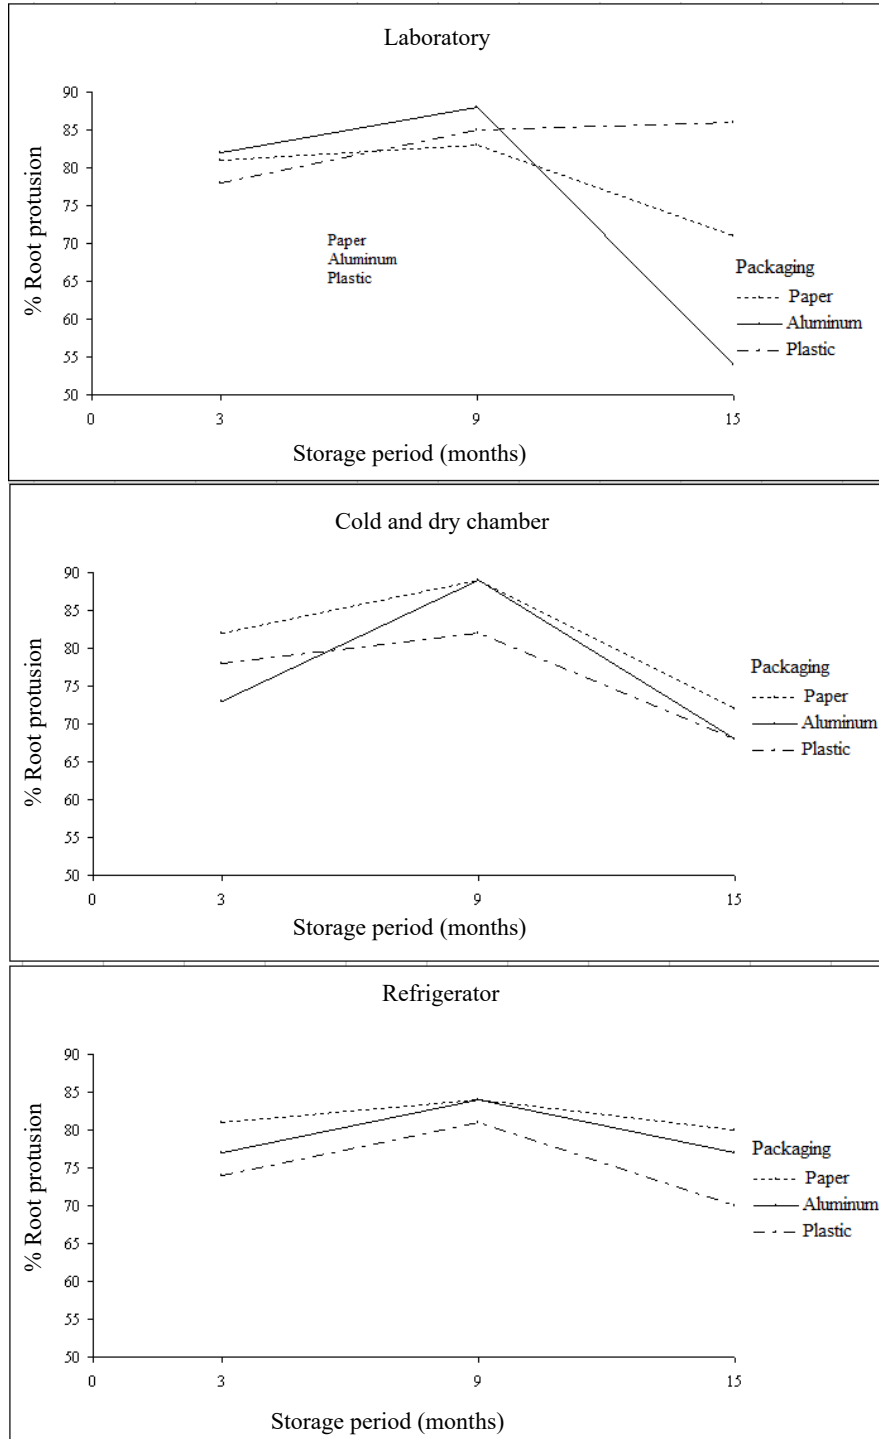 Laboratory
% Root protusion
90
85
80
75
70
65
60
55
50
0 3 9 15
Storage period (months)
Paper
Aluminum
Plastic
Packaging
Paper
Aluminum
Plastic
Cold and dry chamber
% Root protusion
90
85
80
75
70
65
60
55
50
0 3 9 15
Storage period (months)
Packaging
Paper
Aluminum
Plastic
Refrigerator
% Root protusion
90
85
80
75
70
65
60
55
50
0 3 9 15
Storage period (months)
Packaging
Paper
Aluminum
Plastic